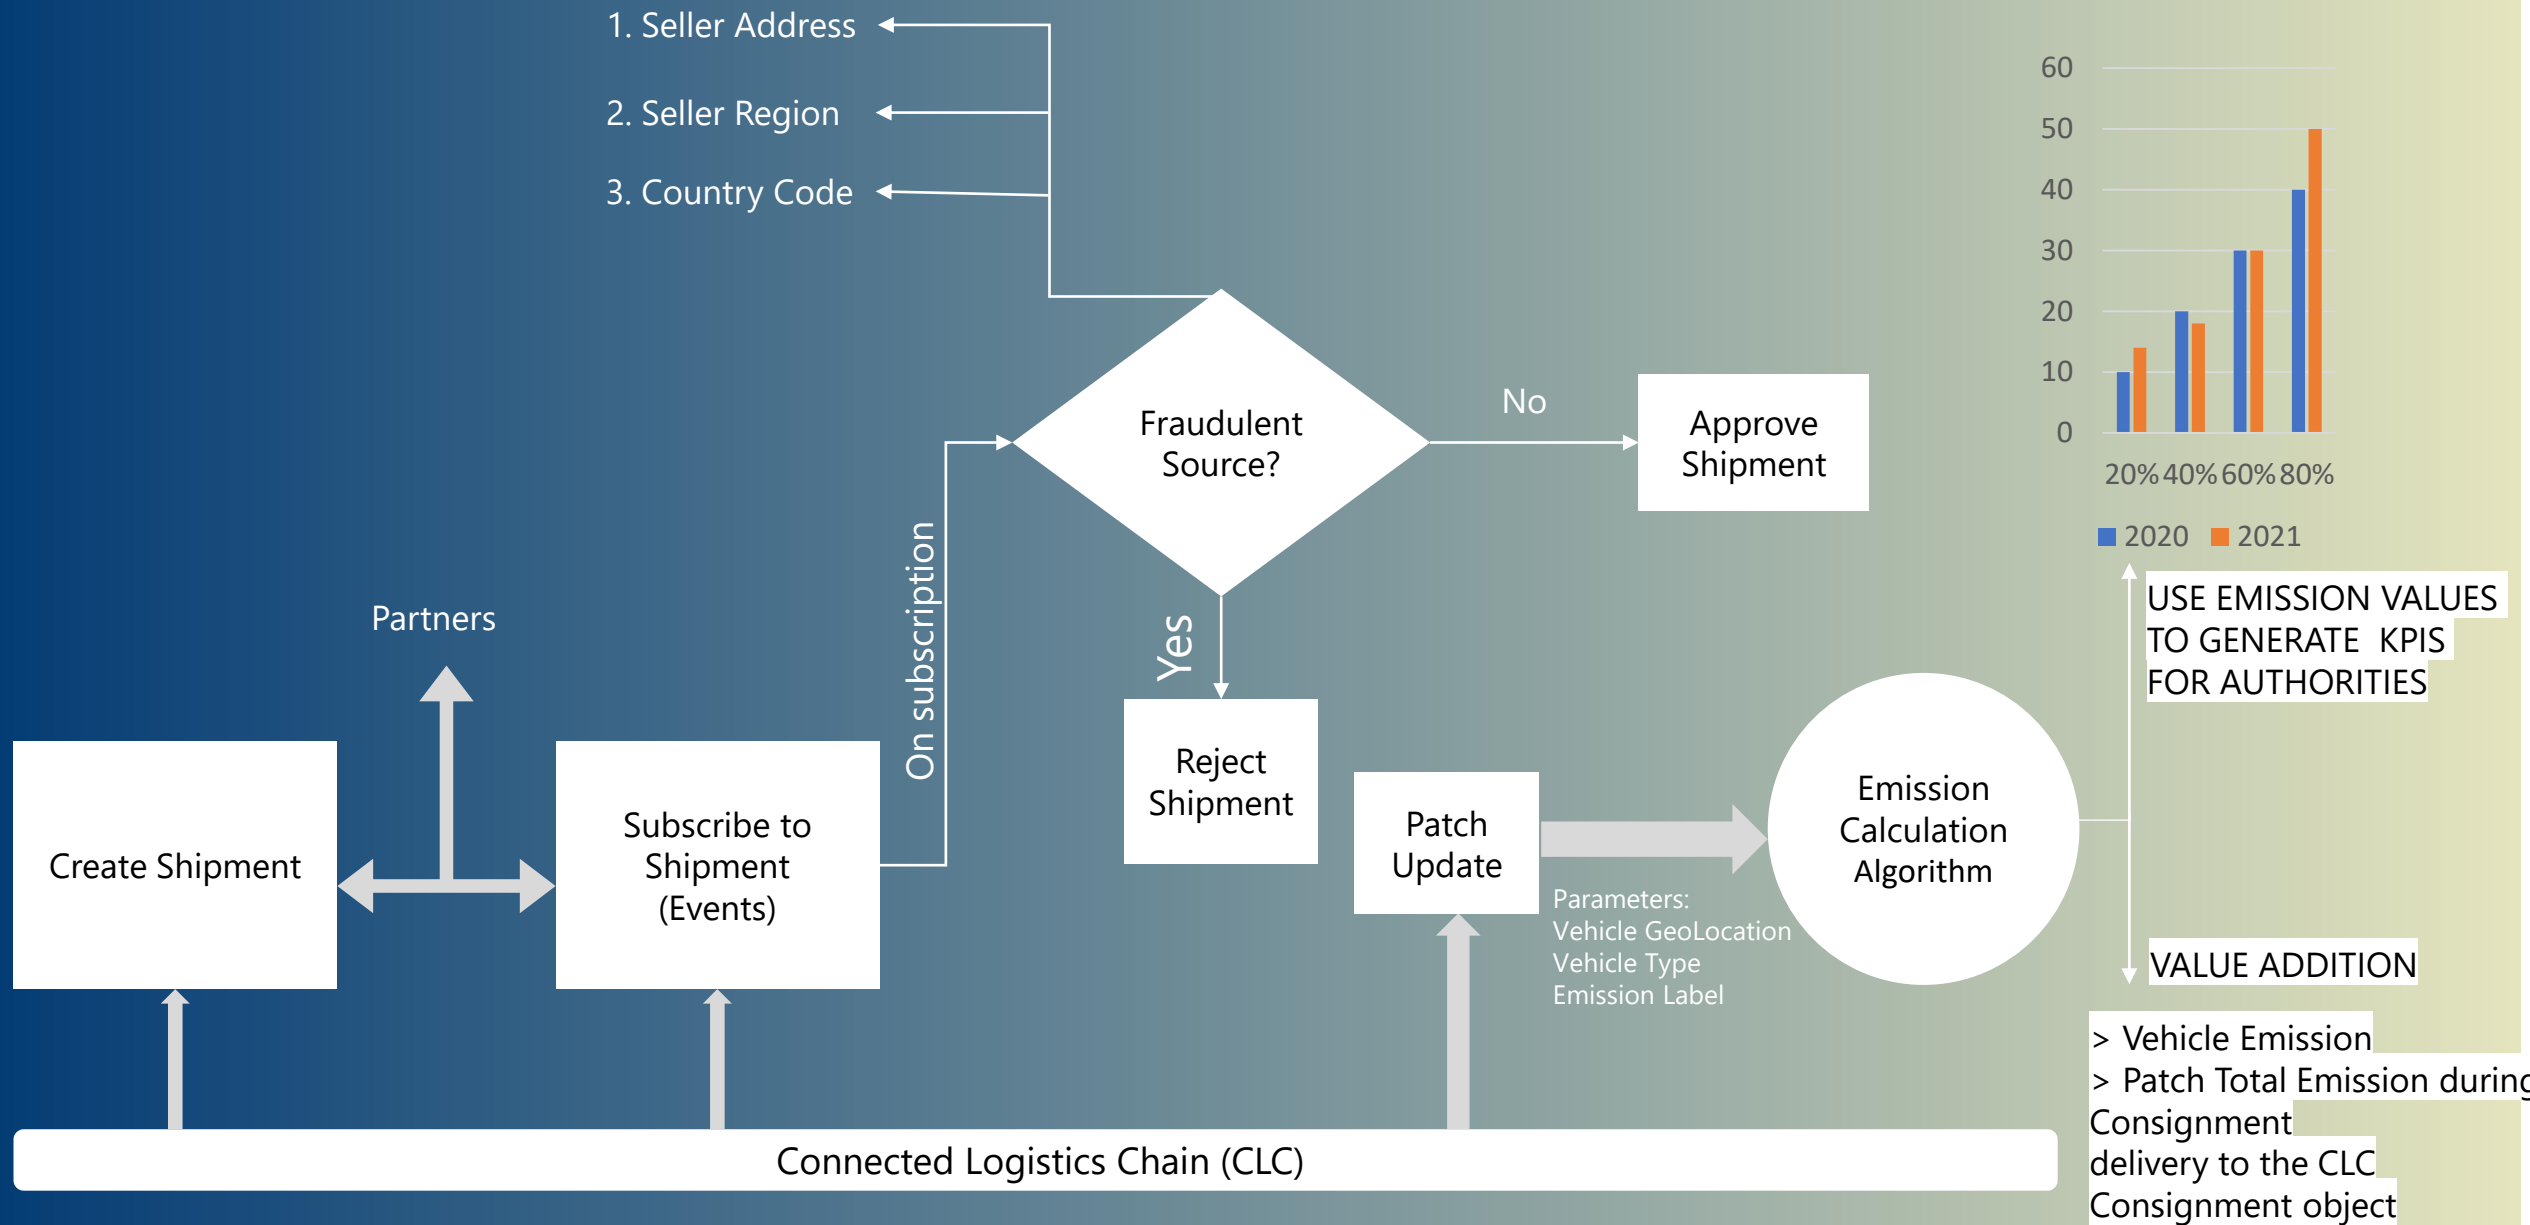 1. Seller Address
2. Seller Region
3. Country Code
60
50
40
30
20
10
0
20% 40% 60% 80%
2020 2021
Fraudulent
Source?
No
Approve
Shipment
On subscription
Yes
Partners
USE EMISSION VALUES
TO GENERATE KPIS
FOR AUTHORITIES
Create Shipment
Subscribe to
Shipment
(Events)
Reject
Shipment
Patch
Update
Parameters:
Vehicle GeoLocation
Vehicle Type
Emission Label
Emission
Calculation
Algorithm
VALUE ADDITION
> Vehicle Emission
> Patch Total Emission during
Consignment
delivery to the CLC
Consignment object
Connected Logistics Chain (CLC)